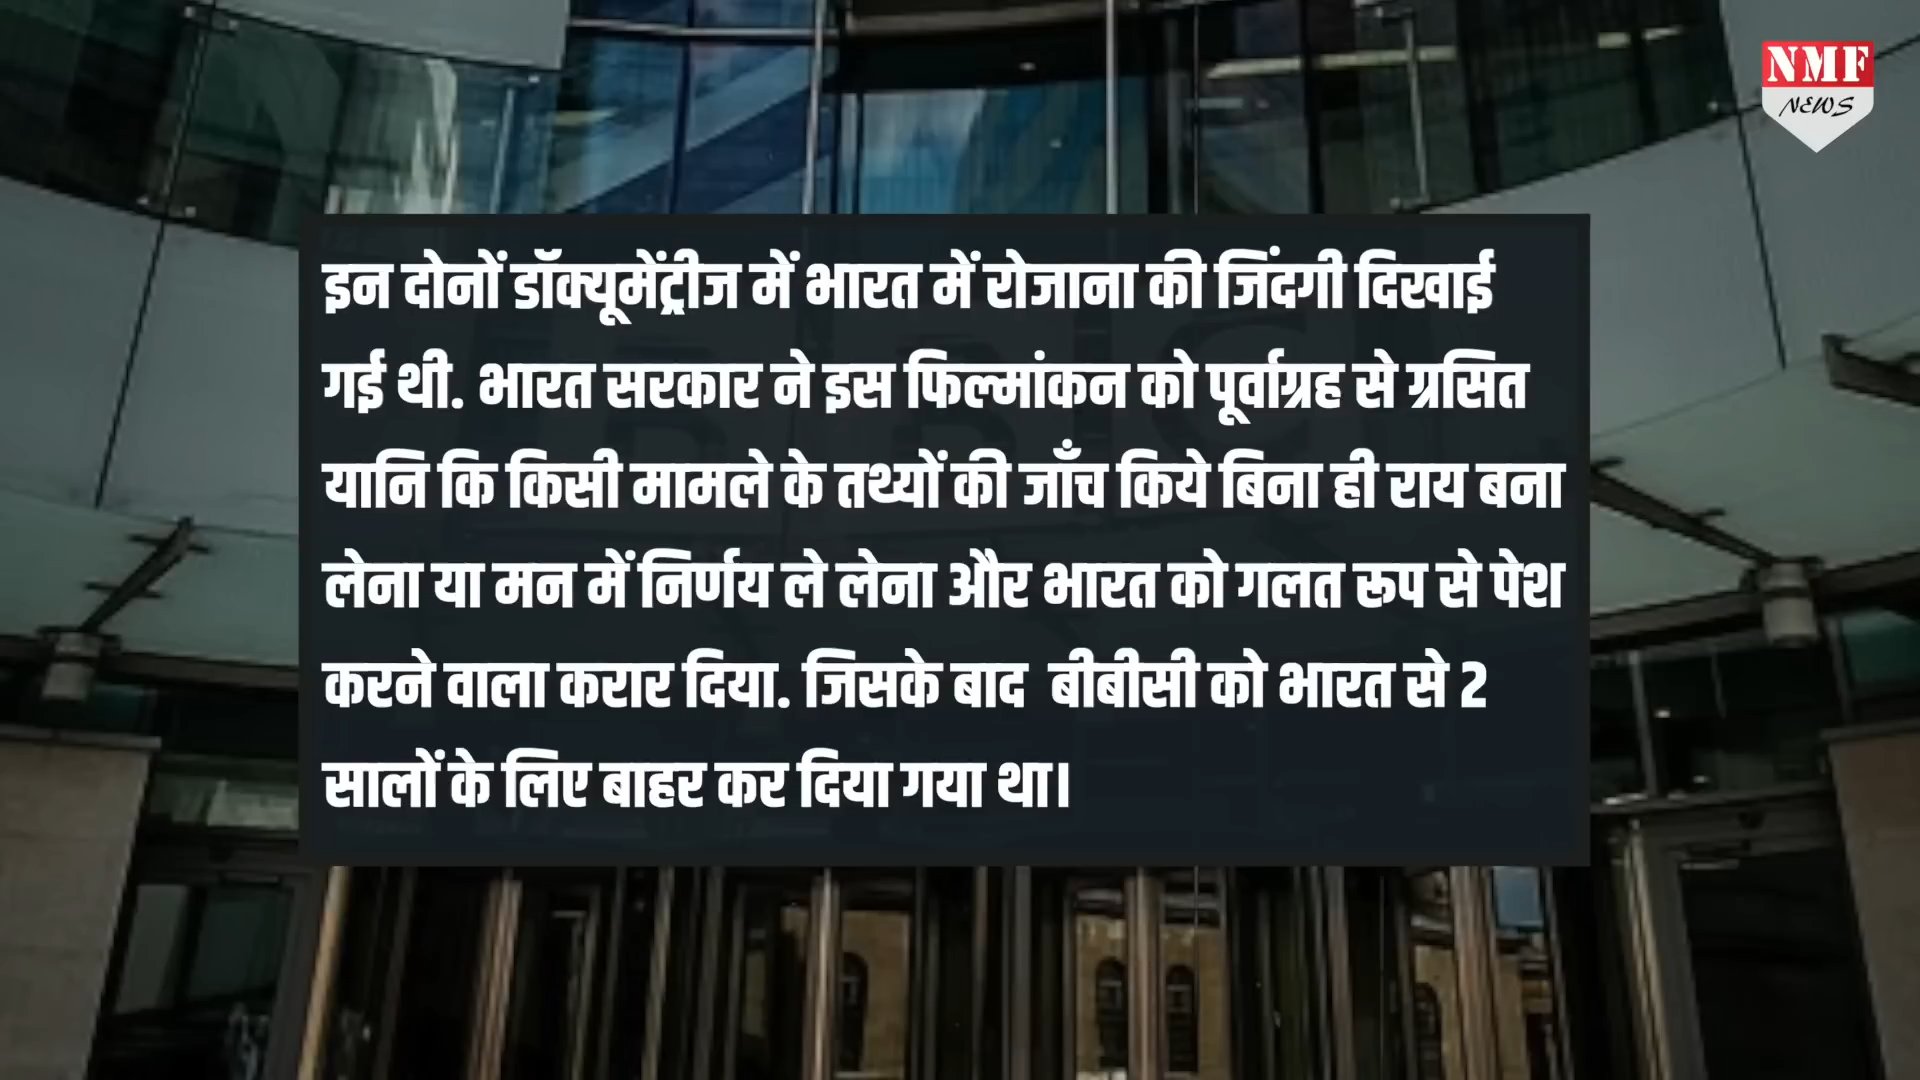 NMF
NEWS
इन दोनों डॉक्यूमेंट्रीज में भारत में रोजाना की जिंदगी दिखाई
गई थी. भारत सरकार ने इस फिल्मांकन को पूर्वाग्रह से ग्रसित
यानि कि किसी मामले के तथ्यों की जाँच किये बिना ही राय बना
लेना या मन में निर्णय ले लेना और भारत को गलत रूप से पेश
करने वाला करार दिया. जिसके बाद बीबीसी को भारत से 2
सालों के लिए बाहर कर दिया गया था।